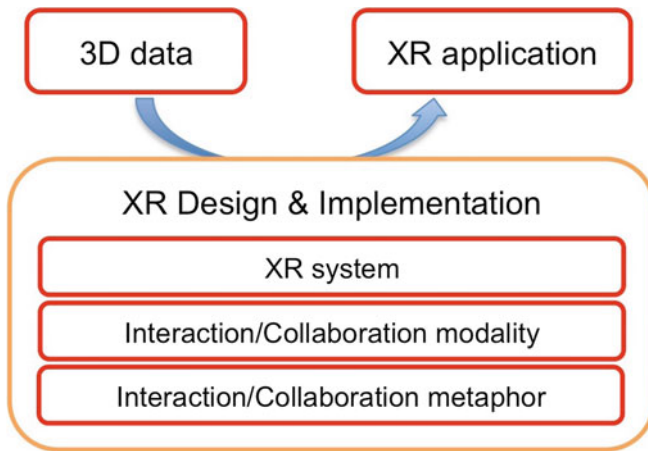 3D data
XR application
XR Design & Implementation
XR system
Interaction/Collaboration modality
Interaction/Collaboration metaphor